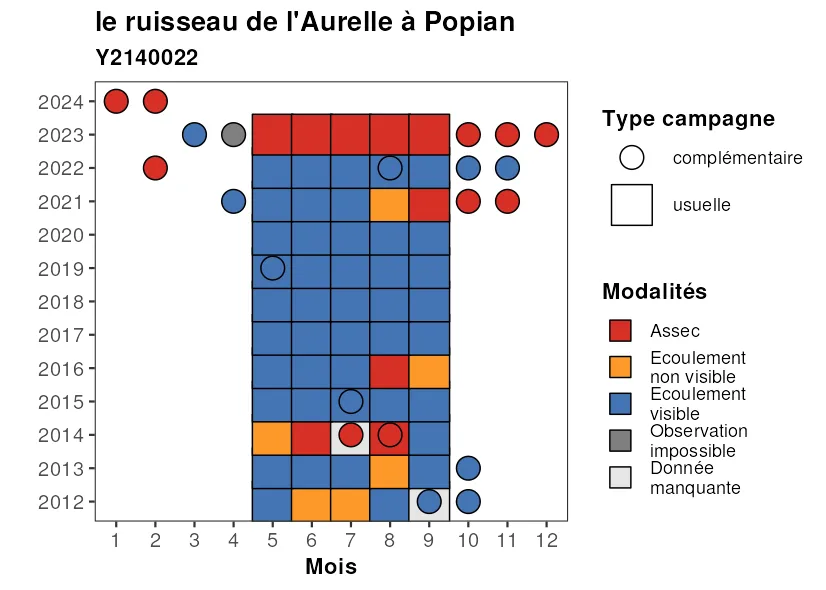 le ruisseau de l'Aurelle à Popian
Y2140022
2024
2023
2022
2021
2020
2019
2018
2017
2016
2015
2014
2013
2012
1 2 3 4 5 6 7 8 9 10 11 12
Mois
Type campagne
complémentaire
usuelle
Modalités
Assec
Ecoulement
non visible
Ecoulement
visible
Observation
impossible
Donnée
manquante